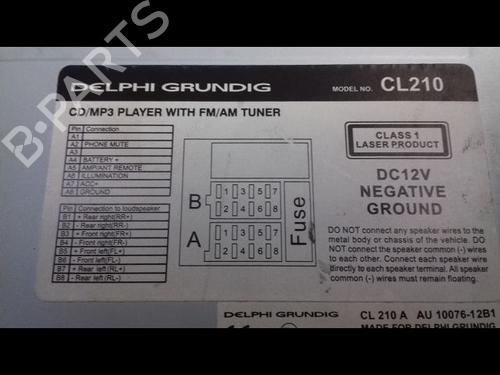 B-PARTS
DELPHI GRUNDIG MODEL NO. CL210
CD/MP3 PLAYER WITH FM/AM TUNER
Pin Connection
A1
A2 PHONE MUTE
A3
A4 BATTERY +
A5 AMP/ANT REMOTE
A6 ILLUMINATION
A7 ACC+
A8 GROUND
Pin Connection to loudspeaker
B1 + Rear right(RR+)
B2 - Rear right(RR-)
B3 + Front right(FR+)
B4 - Front right(FR-)
B5 + Front left(FL+)
B6 - Front left(FL-)
B7 + Rear left(RL+)
B8 - Rear left(RL-)
B
1 3 5 7
2 4 6 8
A
1 3 5 7
2 4 6 8
Fuse
CLASS 1
LASER PRODUCT
DC12V
NEGATIVE
GROUND
DO NOT connect any speaker wires to the
metal body or chassis of the vehicle. DO
NOT connect the speaker common (-) wires
to each other. Connect each speaker wire
directly to each speaker terminal. All speaker
common (-) wires must remain floating.
DELPHI GRUNDIG CL 210 A AU 10076-12B1
MADE FOR DELPHI GRUNDIG